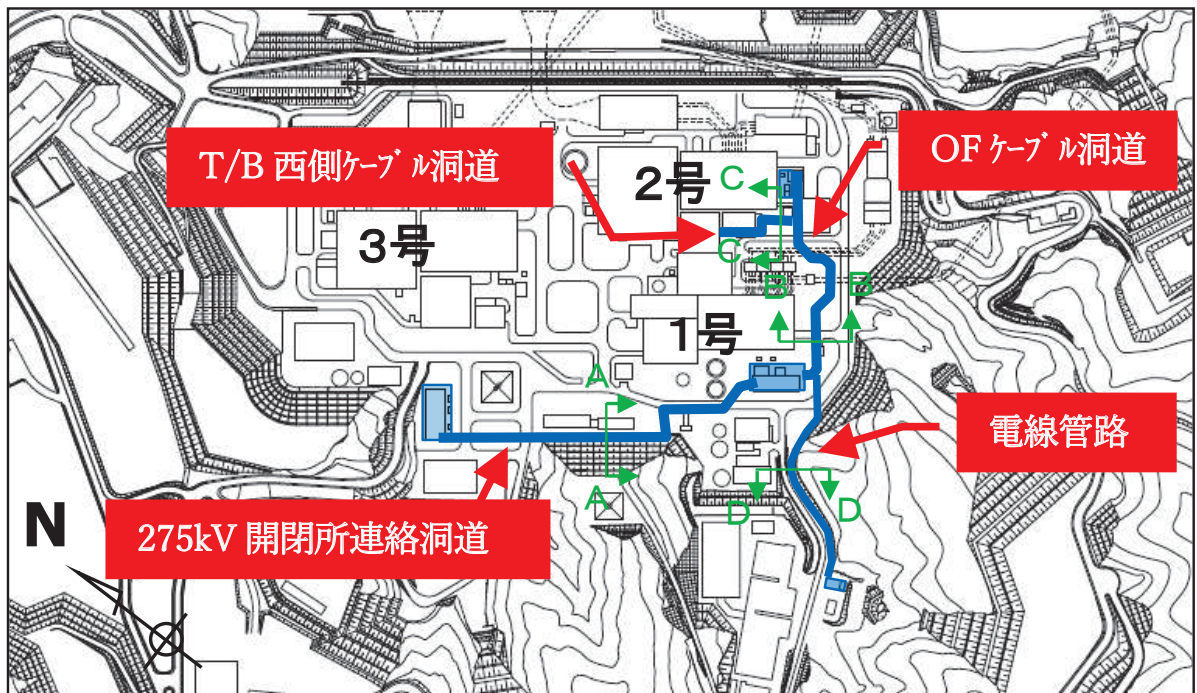 T/B 西側ｹｰﾌﾞﾙ洞道
OF ｹｰﾌﾞﾙ洞道
2号
C
3号
C
B
B
1号
A
電線管路
A
D
D
N
275kV 開閉所連絡洞道